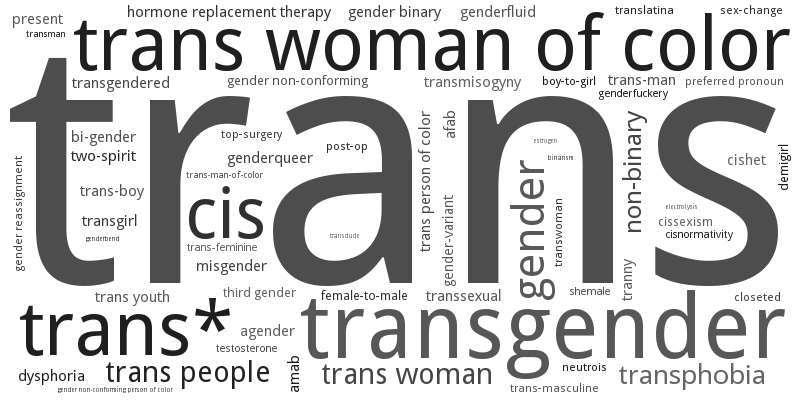 hormone replacement therapy
gender binary
genderfluid
translatina
sex-change
present
transman
trans woman of color
transgendered
gender non-conforming
transmisogyny
boy-to-girl
trans-man
preferred pronoun
genderfuckery
trans
bi-gender
two-spirit
top-surgery
post-op
genderqueer
trans-man-of-color
afab
trans person of color
estrogen
binarism
non-binary
cishet
demigirl
gender reassignment
trans-boy
transgirl
genderbend
cis
trans-feminine
misgender
transdude
gender-variant
gender
transwoman
electrolysis
cissexism
cisnormativity
tranny
trans youth
third gender
female-to-male
transsexual
shemale
closeted
trans*
agender
testosterone
transgender
dysphoria
trans people
amab
trans woman
neutrois
transphobia
gender non-conforming person of color
trans-masculine